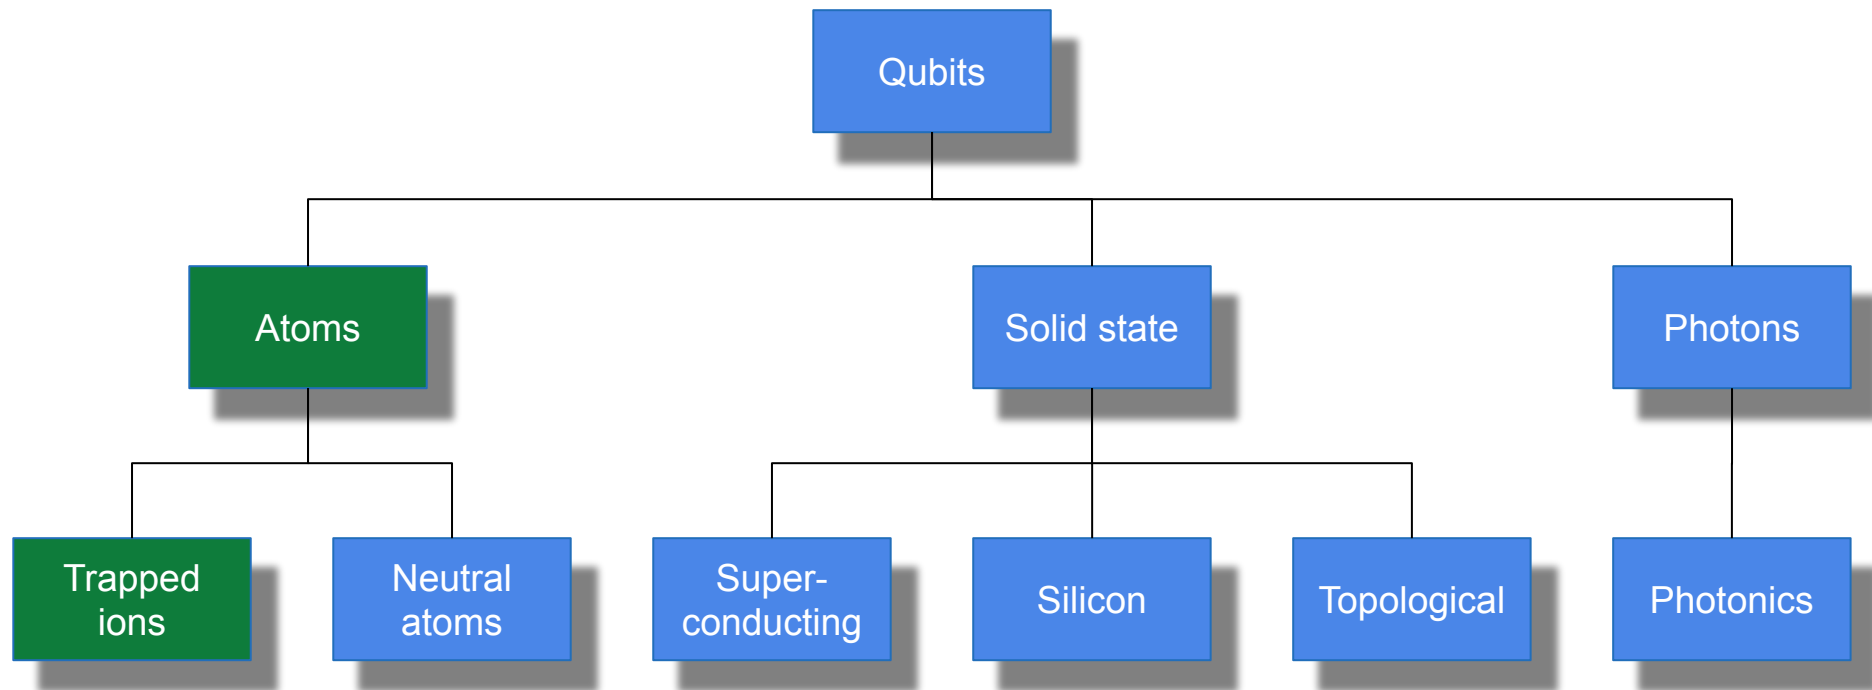 Qubits
Atoms
Solid state
Photons
Trapped
ions
Neutral
atoms
Super-
conducting
Silicon
Topological
Photonics